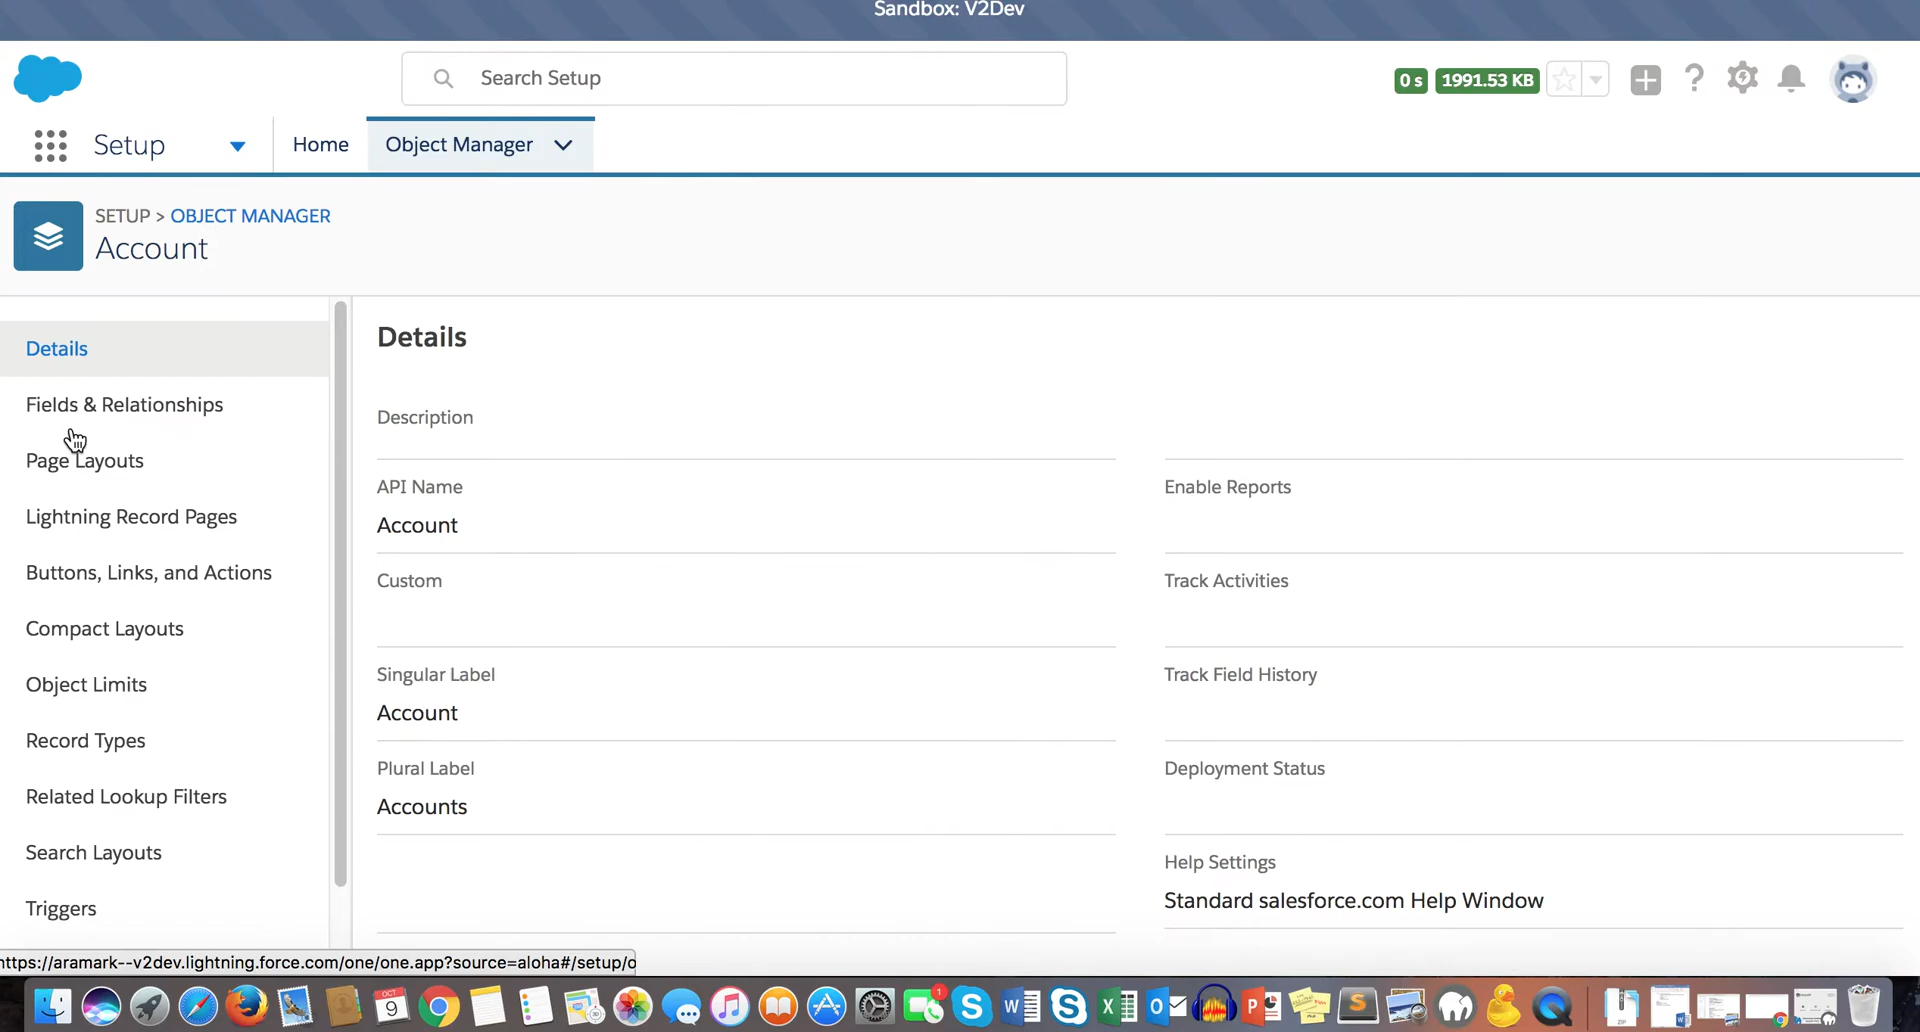 Sandbox: V2Dev
Search Setup
0 s 1991.53 KB
Setup Home Object Manager
SETUP > OBJECT MANAGER
Account
Details
Fields & Relationships
Page Layouts
Lightning Record Pages
Buttons, Links, and Actions
Compact Layouts
Object Limits
Record Types
Related Lookup Filters
Search Layouts
Triggers
Details
Description
API Name
Account
Enable Reports
Custom
Track Activities
Singular Label
Account
Track Field History
Plural Label
Accounts
Deployment Status
Help Settings
Standard salesforce.com Help Window
https://aramark--v2dev.lightning.force.com/one/one.app?source=aloha#/setup/o
OCT
9
1